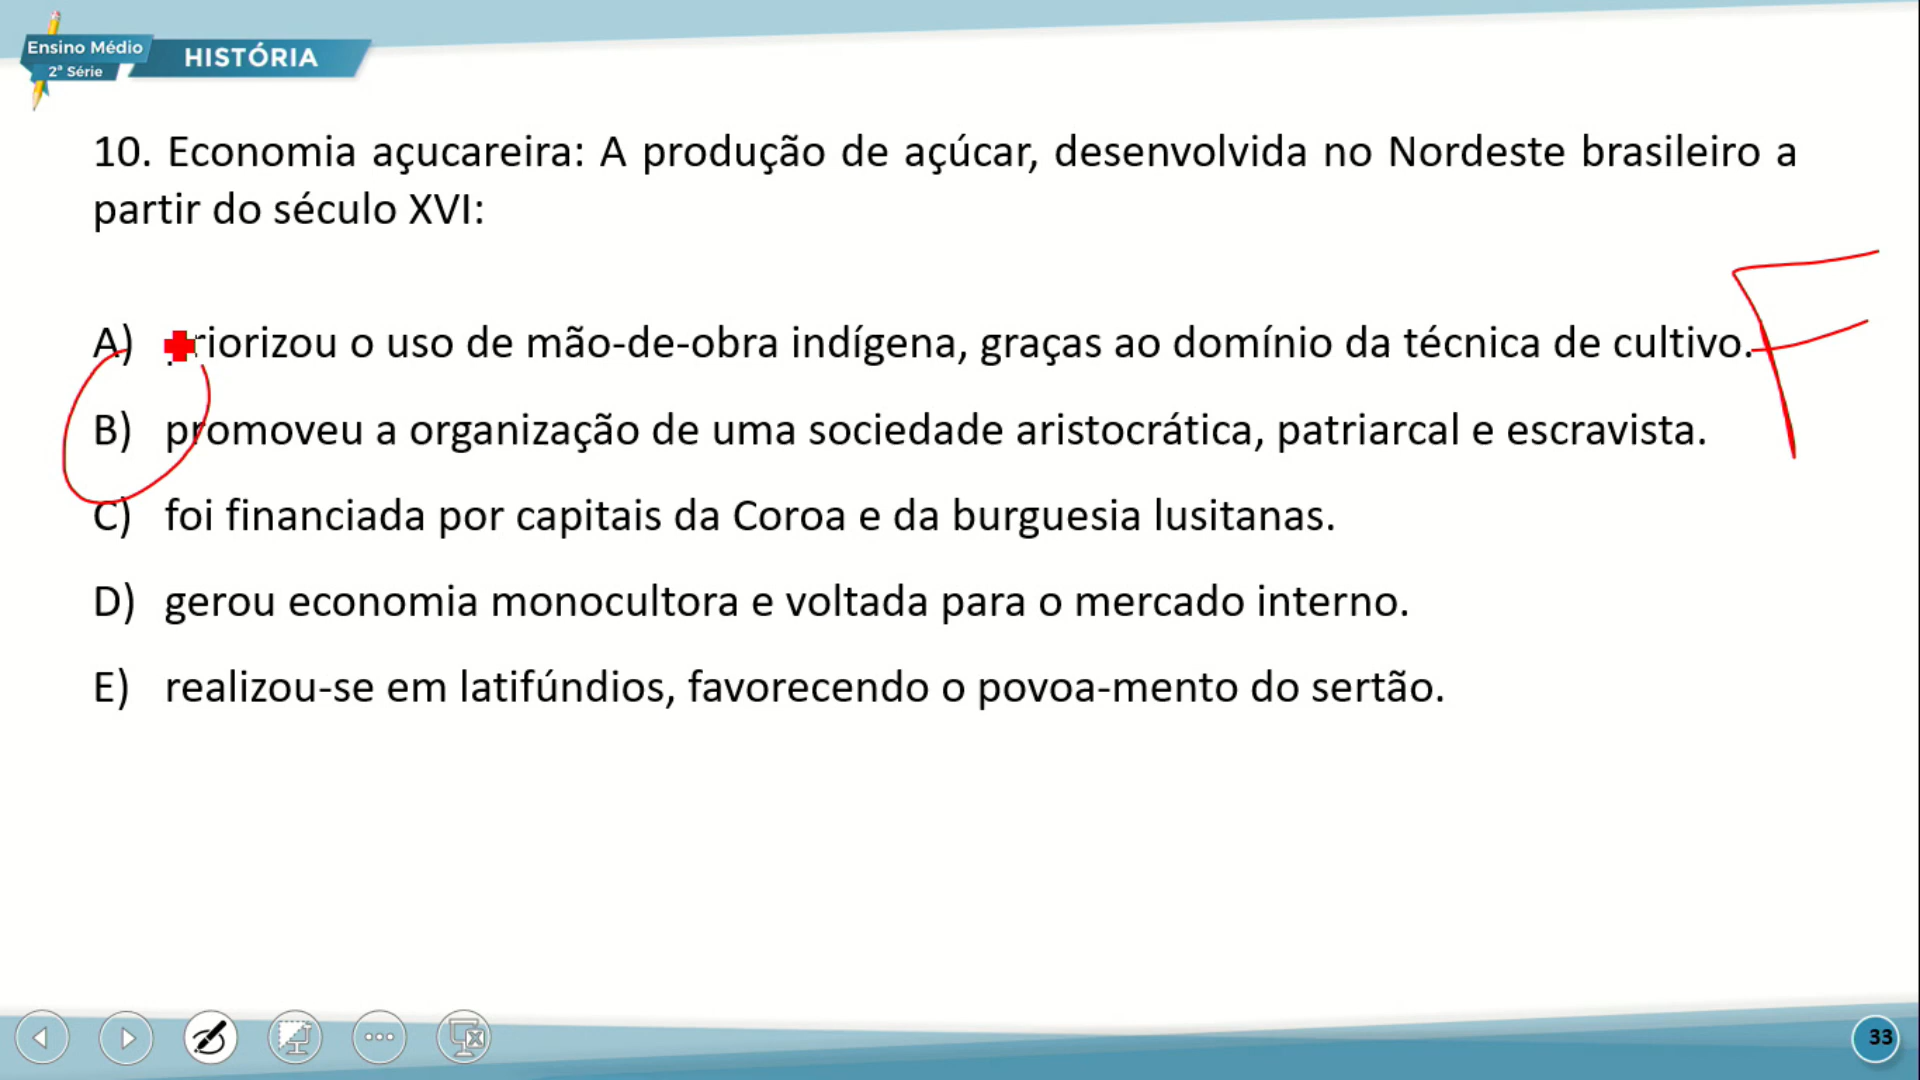 Ensino Médio
2ª Série
HISTÓRIA
10. Economia açucareira: A produção de açúcar, desenvolvida no Nordeste brasileiro a
partir do século XVI:
A) priorizou o uso de mão-de-obra indígena, graças ao domínio da técnica de cultivo.
F
B) promoveu a organização de uma sociedade aristocrática, patriarcal e escravista.
C) foi financiada por capitais da Coroa e da burguesia lusitanas.
D) gerou economia monocultora e voltada para o mercado interno.
E) realizou-se em latifúndios, favorecendo o povoa-mento do sertão.
33